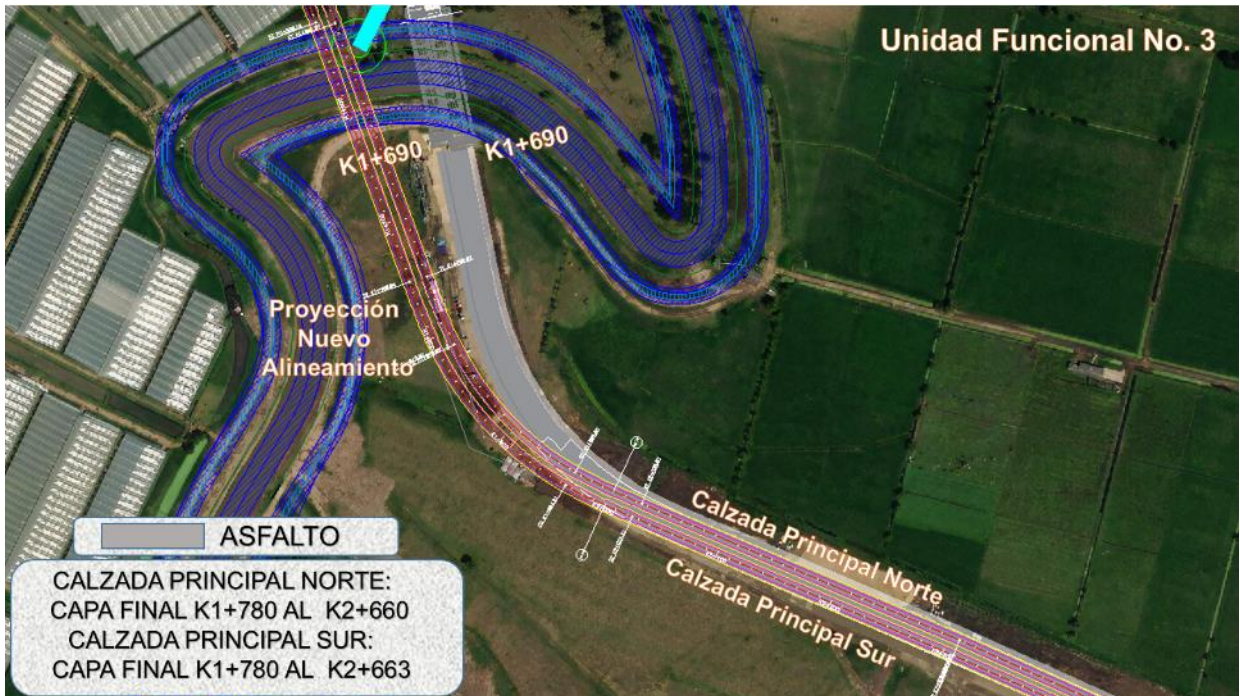 Unidad Funcional No. 3
K1+690
K1+690
Proyección
Nuevo
Alineamiento
Calzada Principal Norte
Calzada Principal Sur
ASFALTO
CALZADA PRINCIPAL NORTE:
CAPA FINAL K1+780 AL K2+660
CALZADA PRINCIPAL SUR:
CAPA FINAL K1+780 AL K2+663